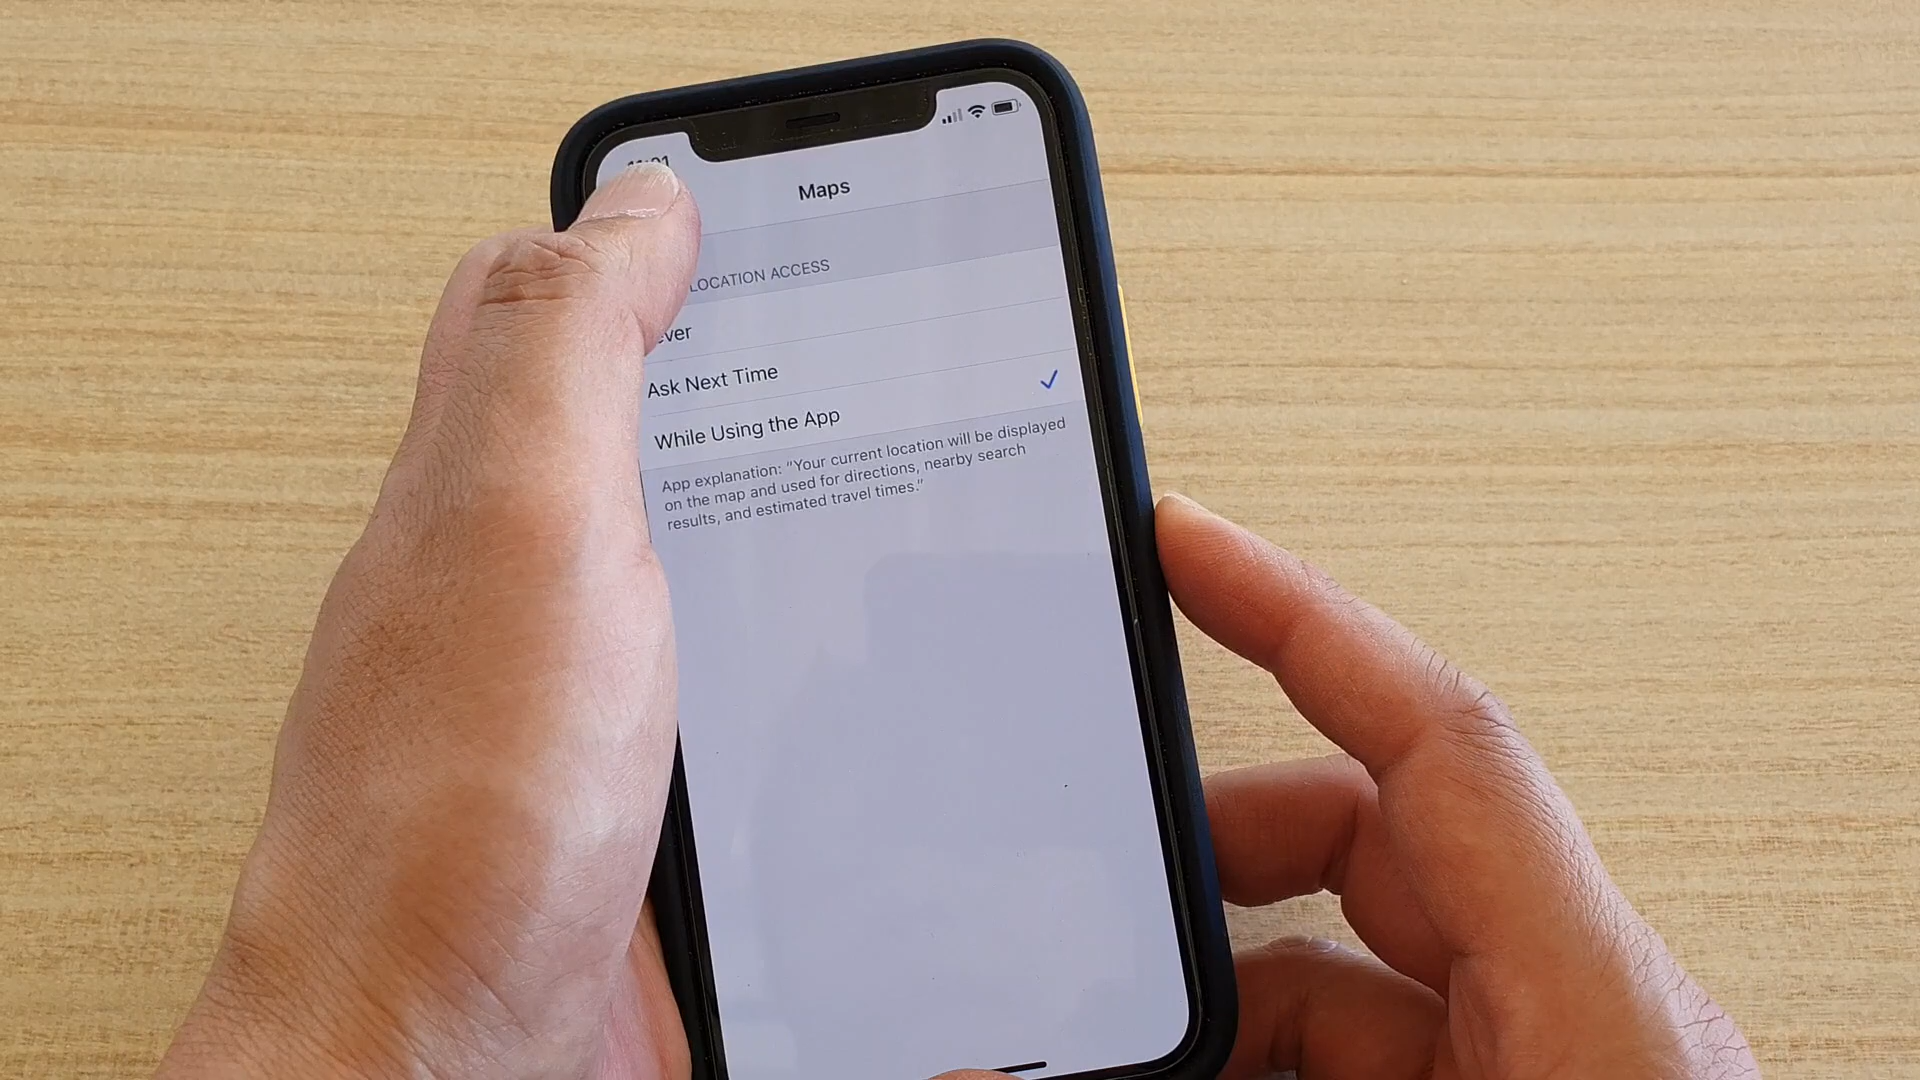 Maps
LOCATION ACCESS
Ask Next Time
While Using the App
App explanation: "Your current location will be displayed
on the map and used for directions, nearby search
results, and estimated travel times."